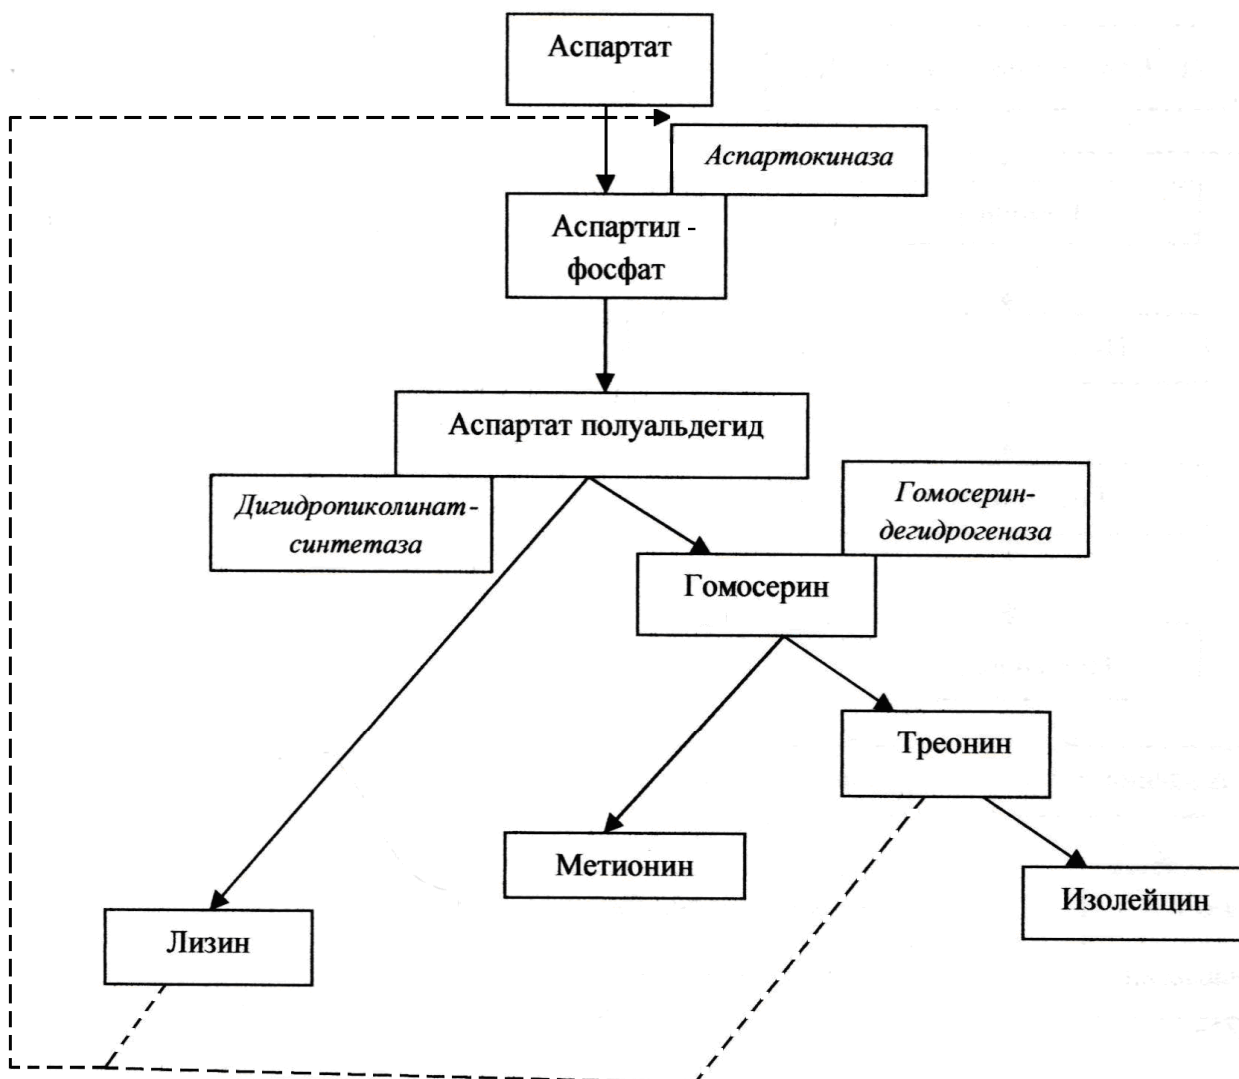 Аспартат
Аспартокиназа
Аспартил -
фосфат
Аспартат полуальдегид
Дигидропиколинат-
синтетаза
Гомосерин-
дегидрогеназа
Гомосерин
Треонин
Метионин
Изолейцин
Лизин